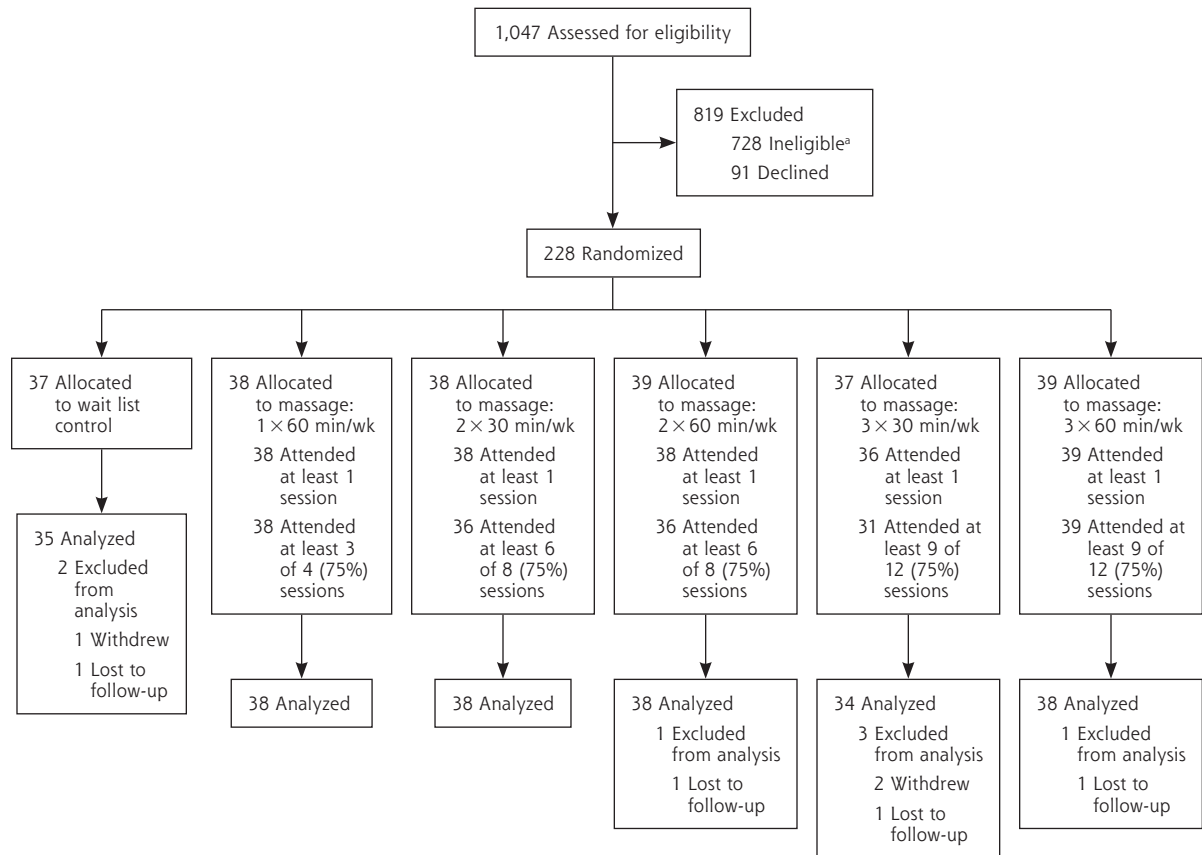 1,047 Assessed for eligibility
819 Excluded
728 Ineligibleª
91 Declined
228 Randomized
37 Allocated
to wait list
control
35 Analyzed
2 Excluded
from
analysis
1 Withdrew
1 Lost to
follow-up
38 Allocated
to massage:
1 × 60 min/wk
38 Attended
at least 1
session
38 Attended
at least 3
of 4 (75%)
sessions
38 Analyzed
38 Allocated
to massage:
2 × 30 min/wk
38 Attended
at least 1
session
36 Attended
at least 6
of 8 (75%)
sessions
38 Analyzed
39 Allocated
to massage:
2 × 60 min/wk
38 Attended
at least 1
session
36 Attended
at least 6
of 8 (75%)
sessions
38 Analyzed
1 Excluded
from analysis
1 Lost to
follow-up
37 Allocated
to massage:
3 × 30 min/wk
36 Attended
at least 1
session
31 Attended at
least 9 of
12 (75%)
sessions
34 Analyzed
3 Excluded
from analysis
2 Withdrew
1 Lost to
follow-up
39 Allocated
to massage:
3 × 60 min/wk
39 Attended
at least 1
session
39 Attended at
least 9 of
12 (75%)
sessions
38 Analyzed
1 Excluded
from analysis
1 Lost to
follow-up